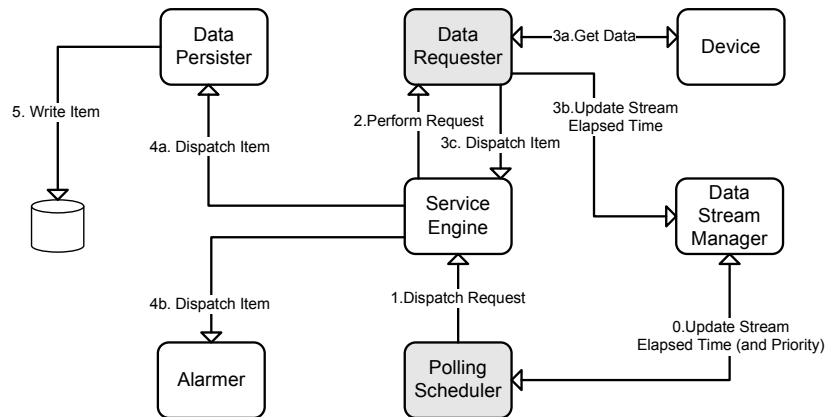 Data
Persister
Data
Requester
3a.Get Data
Device
5. Write Item
4a. Dispatch Item
2.Perform Request
3c. Dispatch Item
3b.Update Stream
Elapsed Time
Service
Engine
Data
Stream
Manager
4b. Dispatch Item
1.Dispatch Request
0.Update Stream
Elapsed Time (and Priority)
Alarmer
Polling
Scheduler